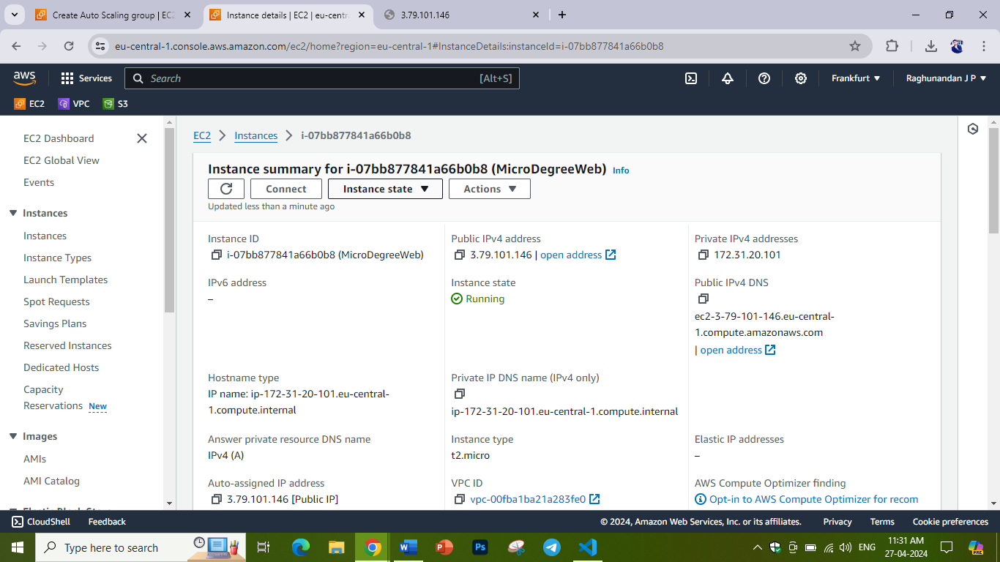 Create Auto Scaling group | EC2
Instance details | EC2 | eu-centr
3.79.101.146
eu-central-1.console.aws.amazon.com/ec2/home?region=eu-central-1#InstanceDetails:instanceId=i-07bb877841a66b0b8
aws
Services
Search
[Alt+S]
Frankfurt
Raghunandan J P
EC2
VPC
S3
EC2 Dashboard
EC2 Global View
Events
Instances
Instances
Instance Types
Launch Templates
Spot Requests
Savings Plans
Reserved Instances
Dedicated Hosts
Capacity
Reservations New
Images
AMIs
AMI Catalog
Elastic Block Store
EC2 > Instances > i-07bb877841a66b0b8
Instance summary for i-07bb877841a66b0b8 (MicroDegreeWeb) Info
Connect
Instance state
Actions
Updated less than a minute ago
Instance ID
i-07bb877841a66b0b8 (MicroDegreeWeb)
Public IPv4 address
3.79.101.146 | open address
Private IPv4 addresses
172.31.20.101
IPv6 address
–
Instance state
Running
Public IPv4 DNS
ec2-3-79-101-146.eu-central-
1.compute.amazonaws.com
| open address
Hostname type
IP name: ip-172-31-20-101.eu-central-
1.compute.internal
Private IP DNS name (IPv4 only)
ip-172-31-20-101.eu-central-1.compute.internal
Answer private resource DNS name
IPv4 (A)
Instance type
t2.micro
Elastic IP addresses
–
Auto-assigned IP address
3.79.101.146 [Public IP]
VPC ID
vpc-00fba1ba21a283fe0
AWS Compute Optimizer finding
Opt-in to AWS Compute Optimizer for recom
CloudShell
Feedback
© 2024, Amazon Web Services, Inc. or its affiliates.
Privacy
Terms
Cookie preferences
Type here to search
ENG
11:31 AM
27-04-2024
PRE